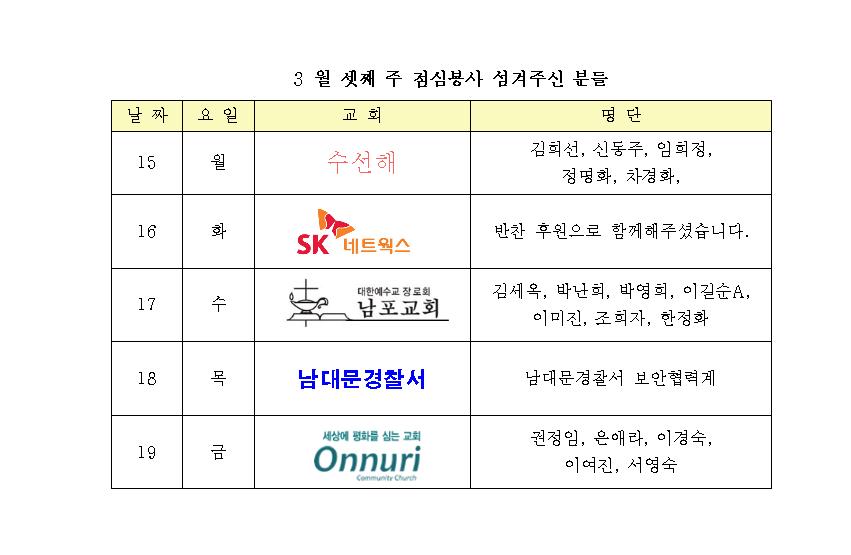 3 월 셋째 주 점심봉사 섬겨주신 분들
날 짜 요 일 교 회 명 단
15 월 수선해 김희선, 신동주, 임희정,
정명화, 차경화,
16 화 SK 네트웍스 반찬 후원으로 함께해주셨습니다.
17 수 대한예수교 장로회
남포교회 김세옥, 박난희, 박영희, 이길순A,
이미진, 조희자, 한정화
18 목 남대문경찰서 남대문경찰서 보안협력계
19 금 세상에 평화를 심는 교회
Onnuri
Community Church 권정임, 윤애라, 이경숙,
이여진, 서영숙